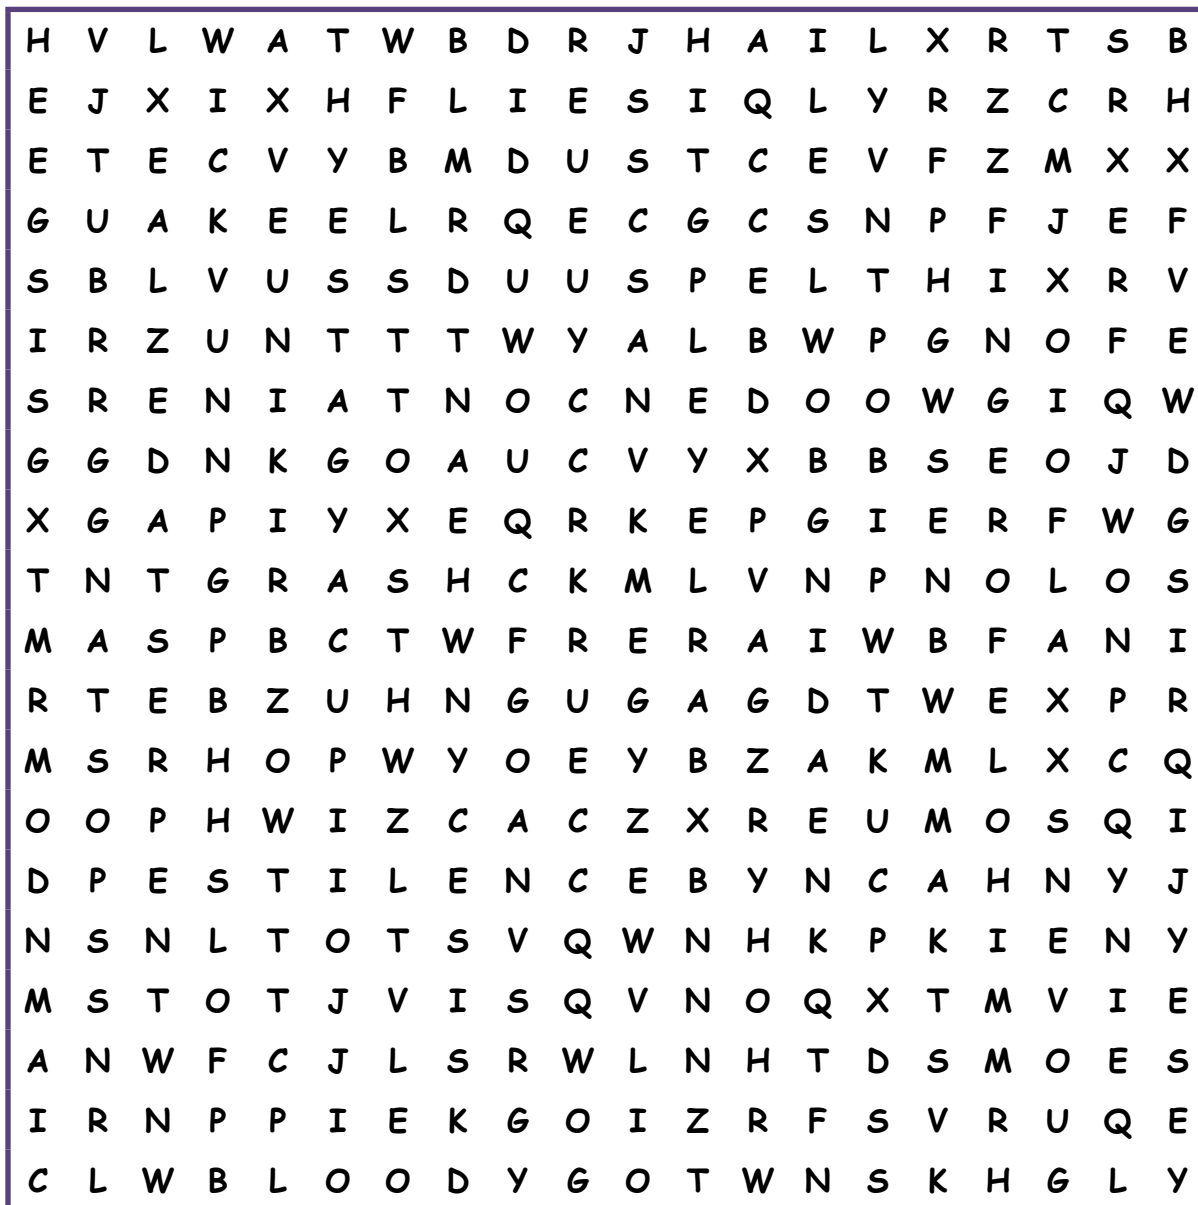 H V L W A T W B D R J H A I L X R T S B
E J X I X H F L I E S I Q L Y R Z C R H
E T E C V Y B M D U S T C E V F Z M X X
G U A K E E L R Q E C G C S N P F J E F
S B L V U S S D U U S P E L T H I X R V
I R Z U N T T T W Y A L B W P G N O F E
S R E N I A T N O C N E D O O W G I Q W
G G D N K G O A U C V Y X B B S E O J D
X G A P I Y X E Q R K E P G I E R F W G
T N T G R A S H C K M L V N P N O L O S
M A S P B C T W F R E R A I W B F A N I
R T E B Z U H N G U G A G D T W E X P R
M S R H O P W Y O E Y B Z A K M L X C Q
O O P H W I Z C A C Z X R E U M O S Q I
D P E S T I L E N C E B Y N C A H N Y J
N S N L T O T S V Q W N H K P K I E N Y
M S T O T J V I S Q V N O Q X T M V I E
A N W F C J L S R W L N H T D S M O E S
I R N P P I E K G O I Z R F S V R U Q E
C L W B L O O D Y G O T W N S K H G L Y